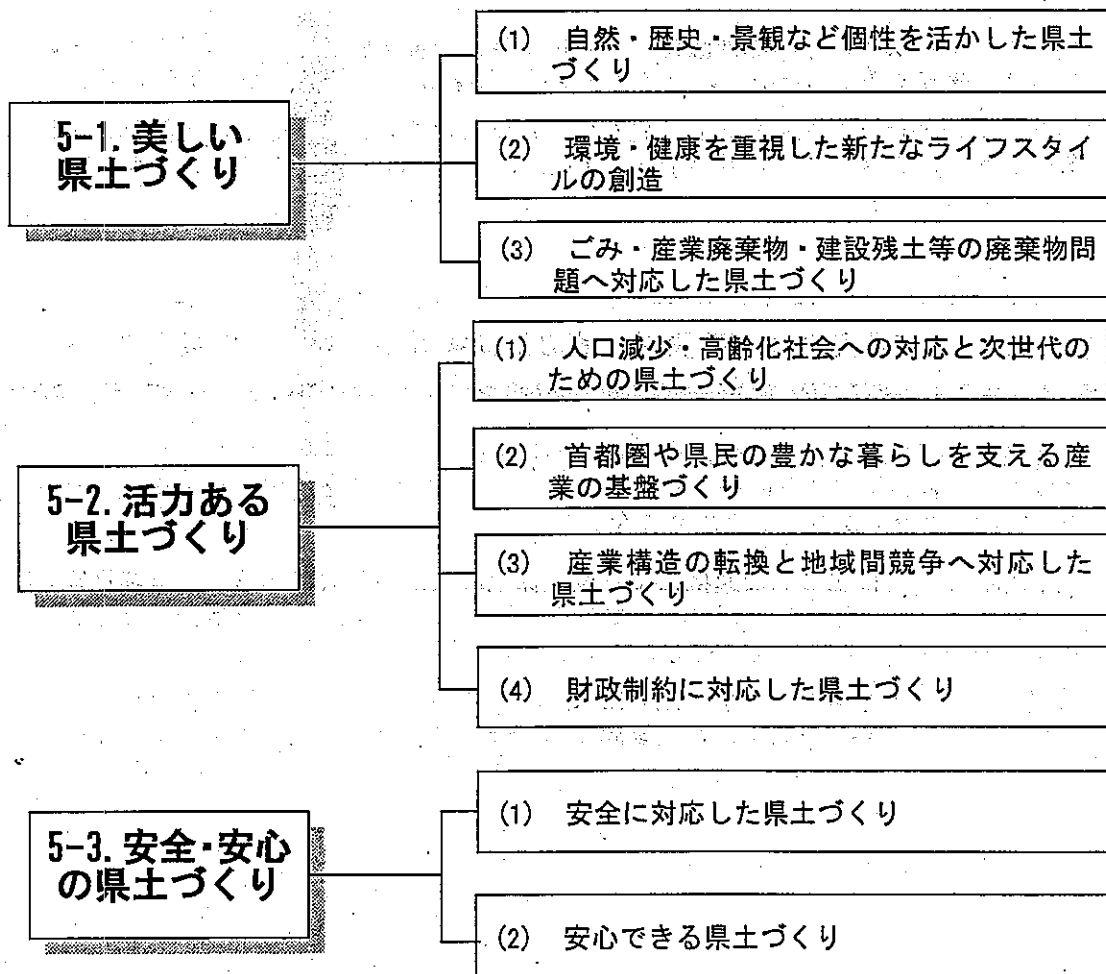 5-1. 美しい
県土づくり
(1) 自然・歴史・景観など個性を活かした県土
づくり
(2) 環境・健康を重視した新たなライフスタイ
ルの創造
(3) ごみ・産業廃棄物・建設残土等の廃棄物問
題へ対応した県土づくり
5-2. 活力ある
県土づくり
(1) 人口減少・高齢化社会への対応と次世代の
ための県土づくり
(2) 首都圏や県民の豊かな暮らしを支える産
業の基盤づくり
(3) 産業構造の転換と地域間競争へ対応した
県土づくり
(4) 財政制約に対応した県土づくり
5-3. 安全・安心
の県土づくり
(1) 安全に対応した県土づくり
(2) 安心できる県土づくり